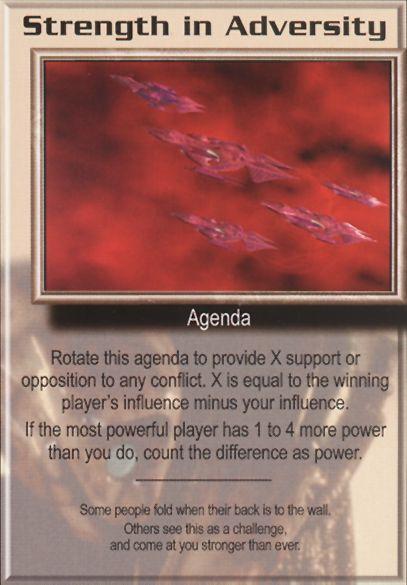 Strength in Adversity
Agenda
Rotate this agenda to provide X support or
opposition to any conflict. X is equal to the winning
player's influence minus your influence.
If the most powerful player has 1 to 4 more power
than you do, count the difference as power.
Some people fold when their back is to the wall.
Others see this as a challenge,
and come at you stronger than ever.